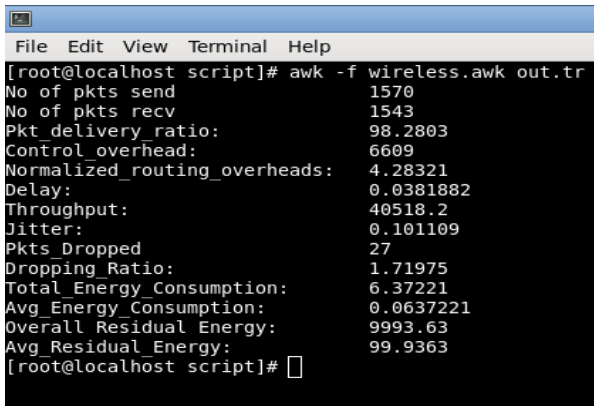 File Edit View Terminal Help
[root@localhost script]# awk -f wireless.awk out.tr
No of pkts send 1570
No of pkts recv 1543
Pkt_delivery_ratio: 98.2803
Control_overhead: 6609
Normalized_routing_overheads: 4.28321
Delay: 0.0381882
Throughput: 40518.2
Jitter: 0.101109
Pkts_Dropped 27
Dropping_Ratio: 1.71975
Total_Energy_Consumption: 6.37221
Avg_Energy_Consumption: 0.0637221
Overall Residual Energy: 9993.63
Avg_Residual_Energy: 99.9363
[root@localhost script]#